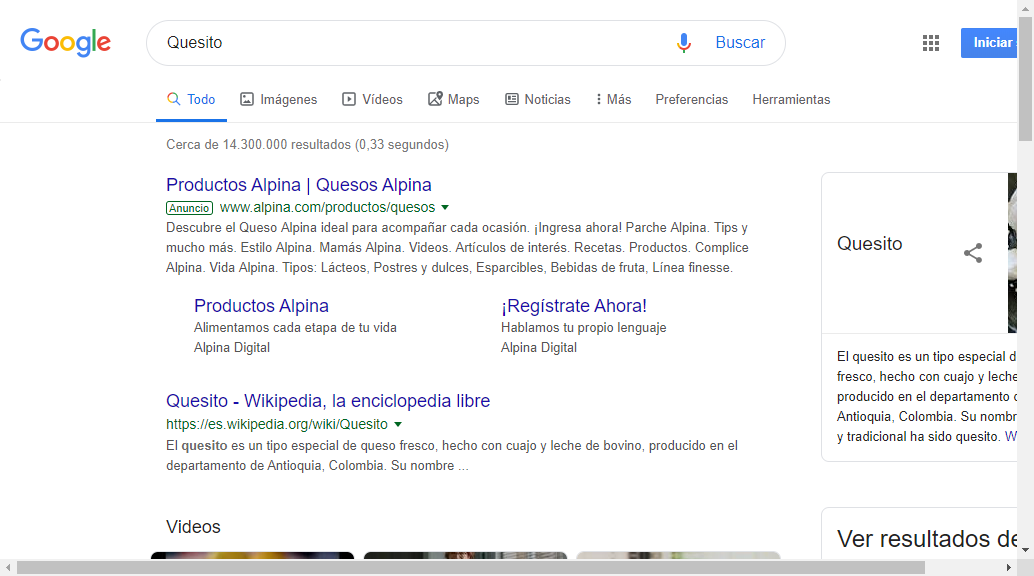 Google
Quesito
Buscar
Iniciar
Todo
Imágenes
Vídeos
Maps
Noticias
Más
Preferencias
Herramientas
Cerca de 14.300.000 resultados (0,33 segundos)
Productos Alpina | Quesos Alpina
Anuncio www.alpina.com/productos/quesos
Descubre el Queso Alpina ideal para acompañar cada ocasión. ¡Ingresa ahora! Parche Alpina. Tips y
mucho más. Estilo Alpina. Mamás Alpina. Videos. Artículos de interés. Recetas. Productos. Complice
Alpina. Vida Alpina. Tipos: Lácteos, Postres y dulces, Esparcibles, Bebidas de fruta, Línea finesse.
Productos Alpina
Alimentamos cada etapa de tu vida
Alpina Digital
¡Regístrate Ahora!
Hablamos tu propio lenguaje
Alpina Digital
Quesito - Wikipedia, la enciclopedia libre
https://es.wikipedia.org/wiki/Quesito
El quesito es un tipo especial de queso fresco, hecho con cuajo y leche de bovino, producido en el
departamento de Antioquia, Colombia. Su nombre ...
Videos
Quesito
El quesito es un tipo especial d
fresco, hecho con cuajo y leche
producido en el departamento
Antioquia, Colombia. Su nombr
y tradicional ha sido quesito. W
Ver resultados de